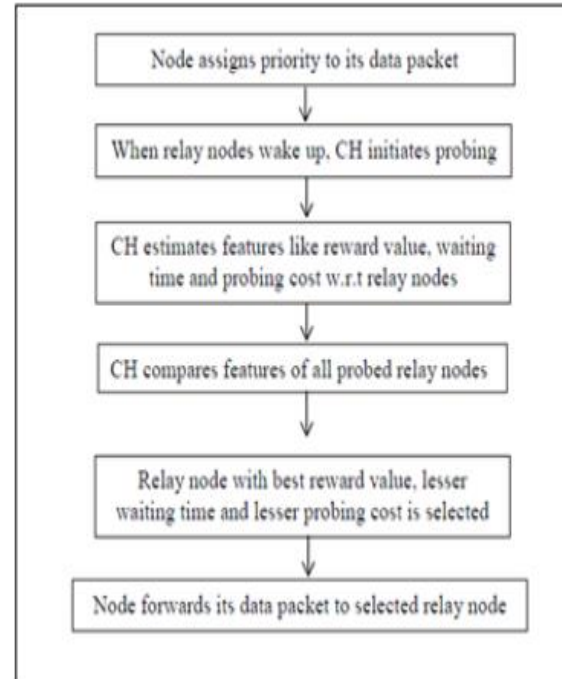 Node assigns priority to its data packet
When relay nodes wake up, CH initiates probing
CH estimates features like reward value, waiting
time and probing cost w.r.t relay nodes
CH compares features of all probed relay nodes
Relay node with best reward value, lesser
waiting time and lesser probing cost is selected
Node forwards its data packet to selected relay node